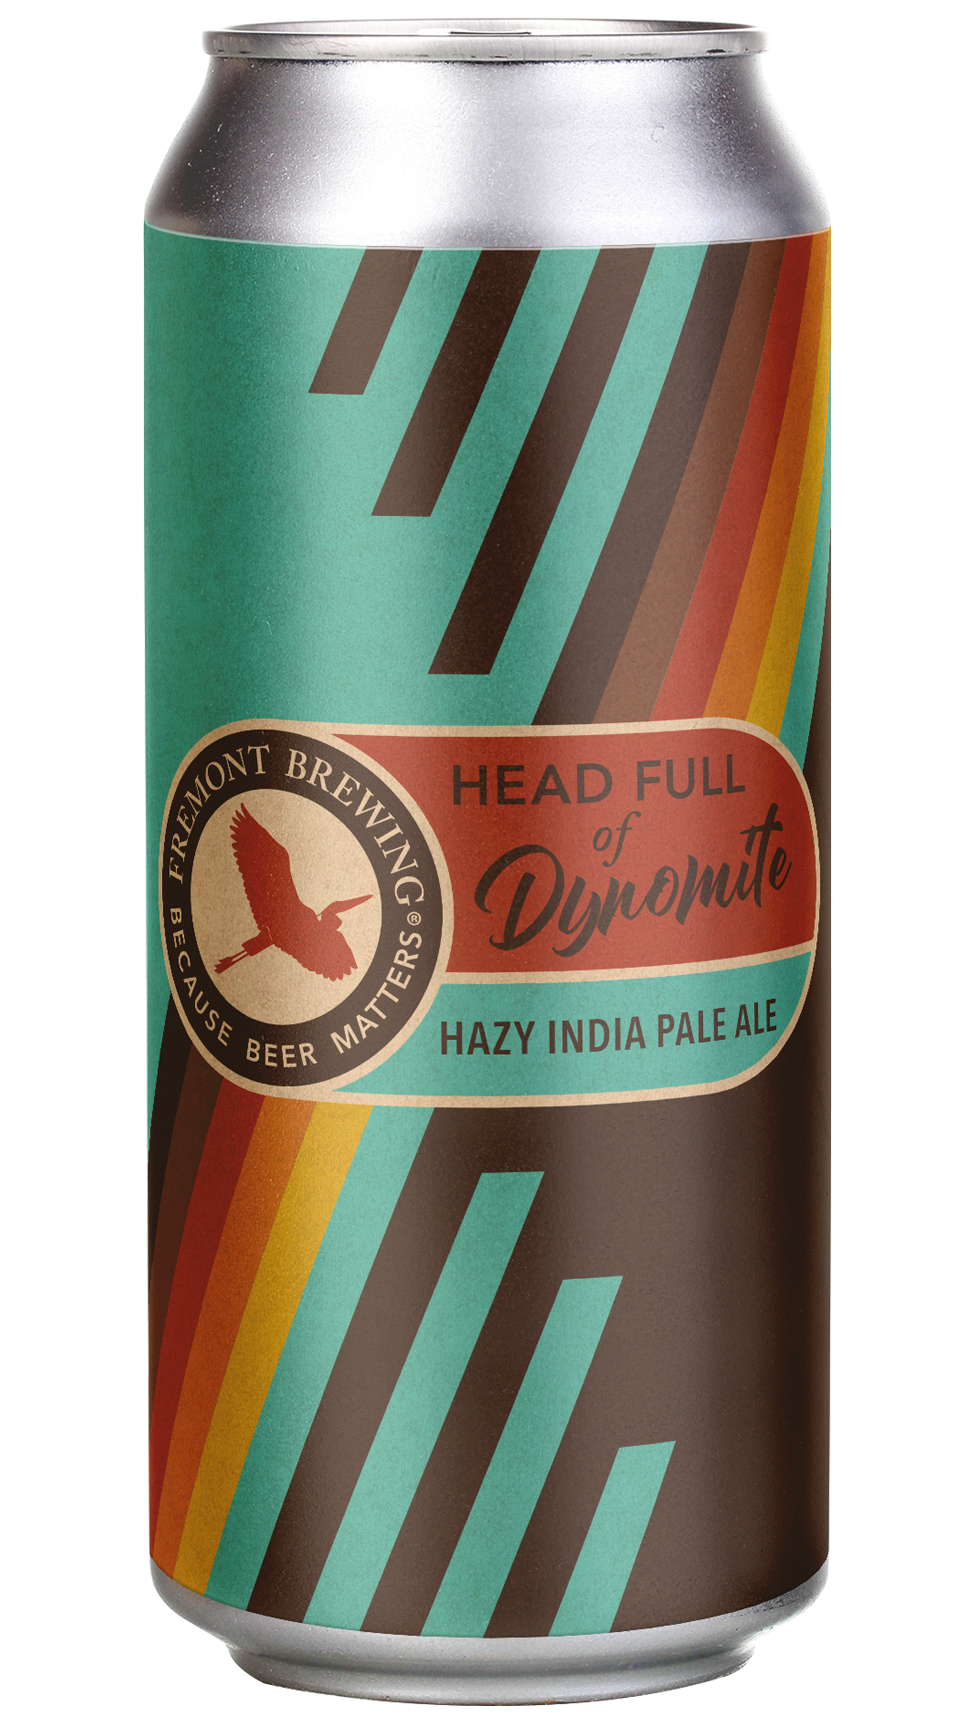 FREMONT BREWING®
BECAUSE BEER MATTERS
HEAD FULL
of
Dynomite
HAZY INDIA PALE ALE